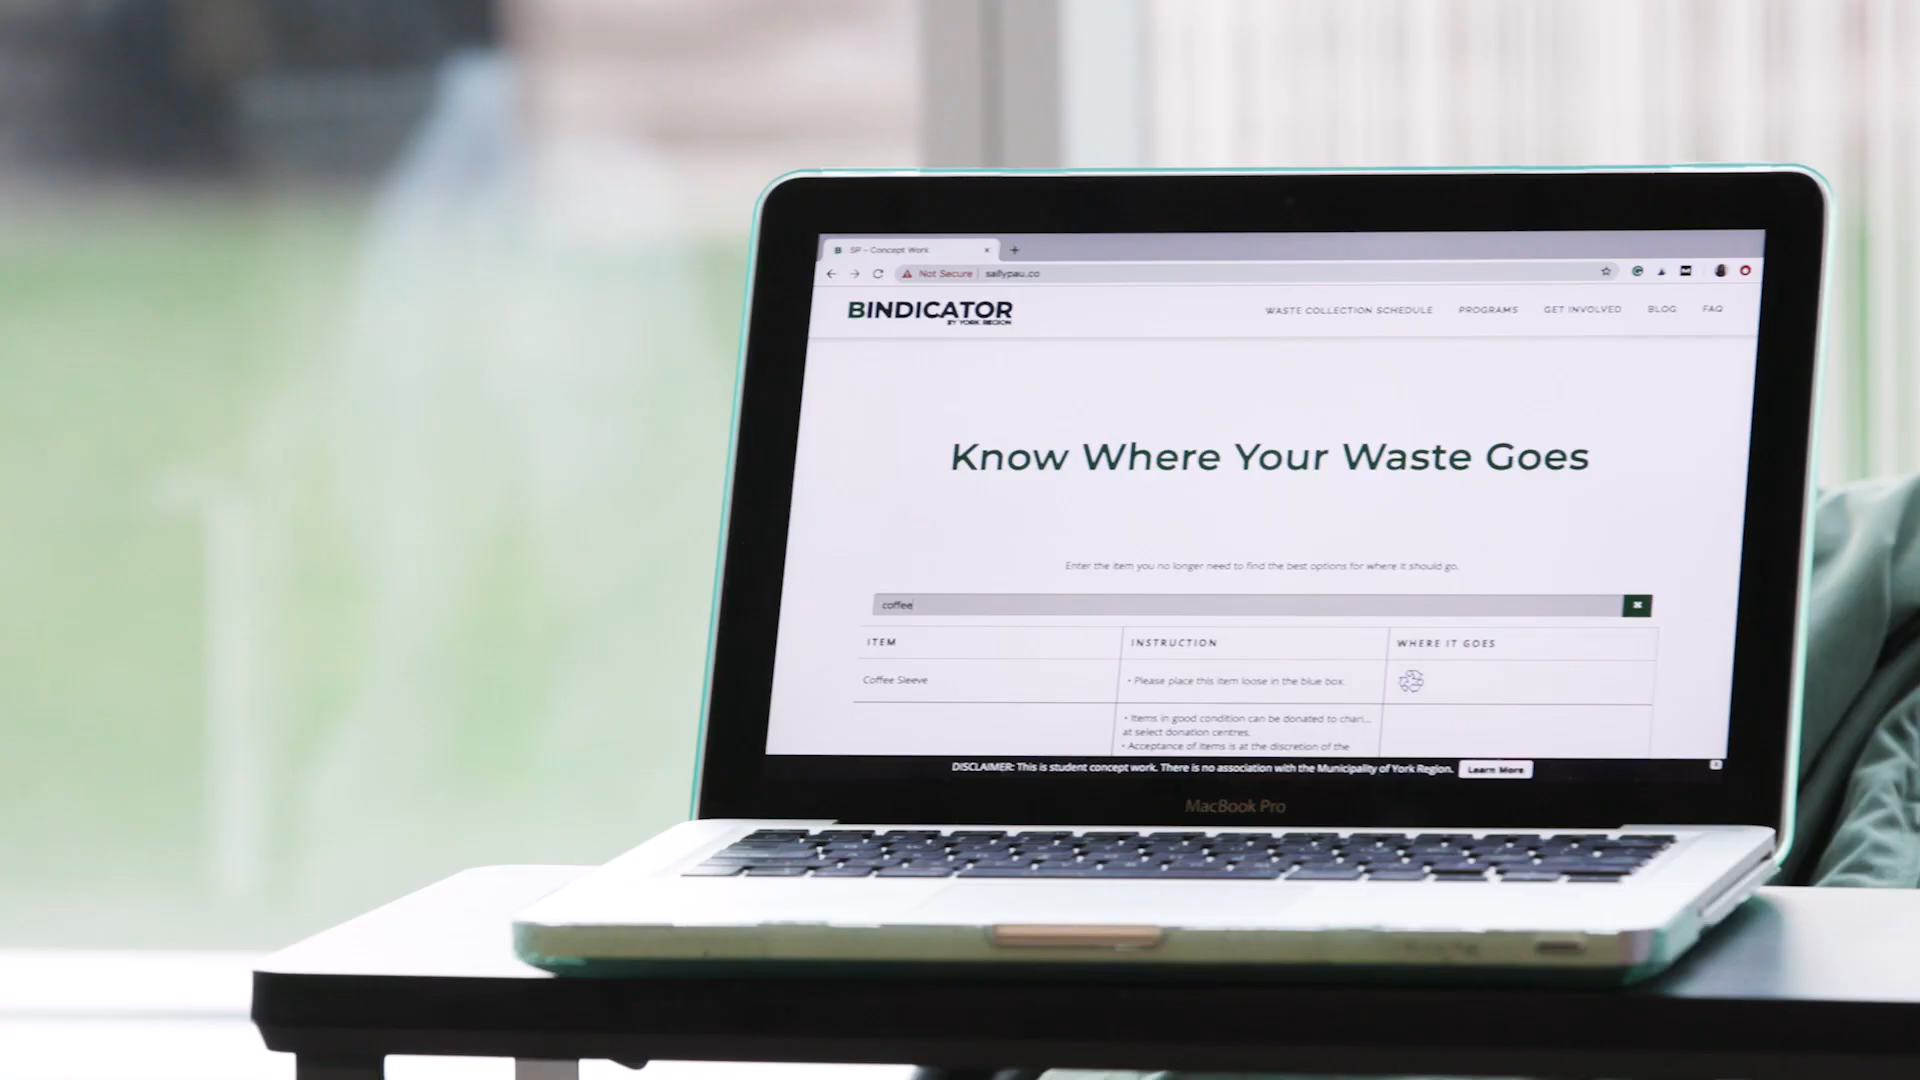 SP - Concept Work
Not Secure | sallypau.co
BINDICATOR
BY YORK REGION
WASTE COLLECTION SCHEDULE PROGRAMS GET INVOLVED BLOG FAQ
Know Where Your Waste Goes
Enter the item you no longer need to find the best options for where it should go.
coffee
ITEM INSTRUCTION WHERE IT GOES
Coffee Sleeve • Please place this item loose in the blue box.
• Items in good condition can be donated to chari...
at select donation centres.
• Acceptance of items is at the discretion of the
DISCLAIMER: This is student concept work. There is no association with the Municipality of York Region. Learn More
MacBook Pro